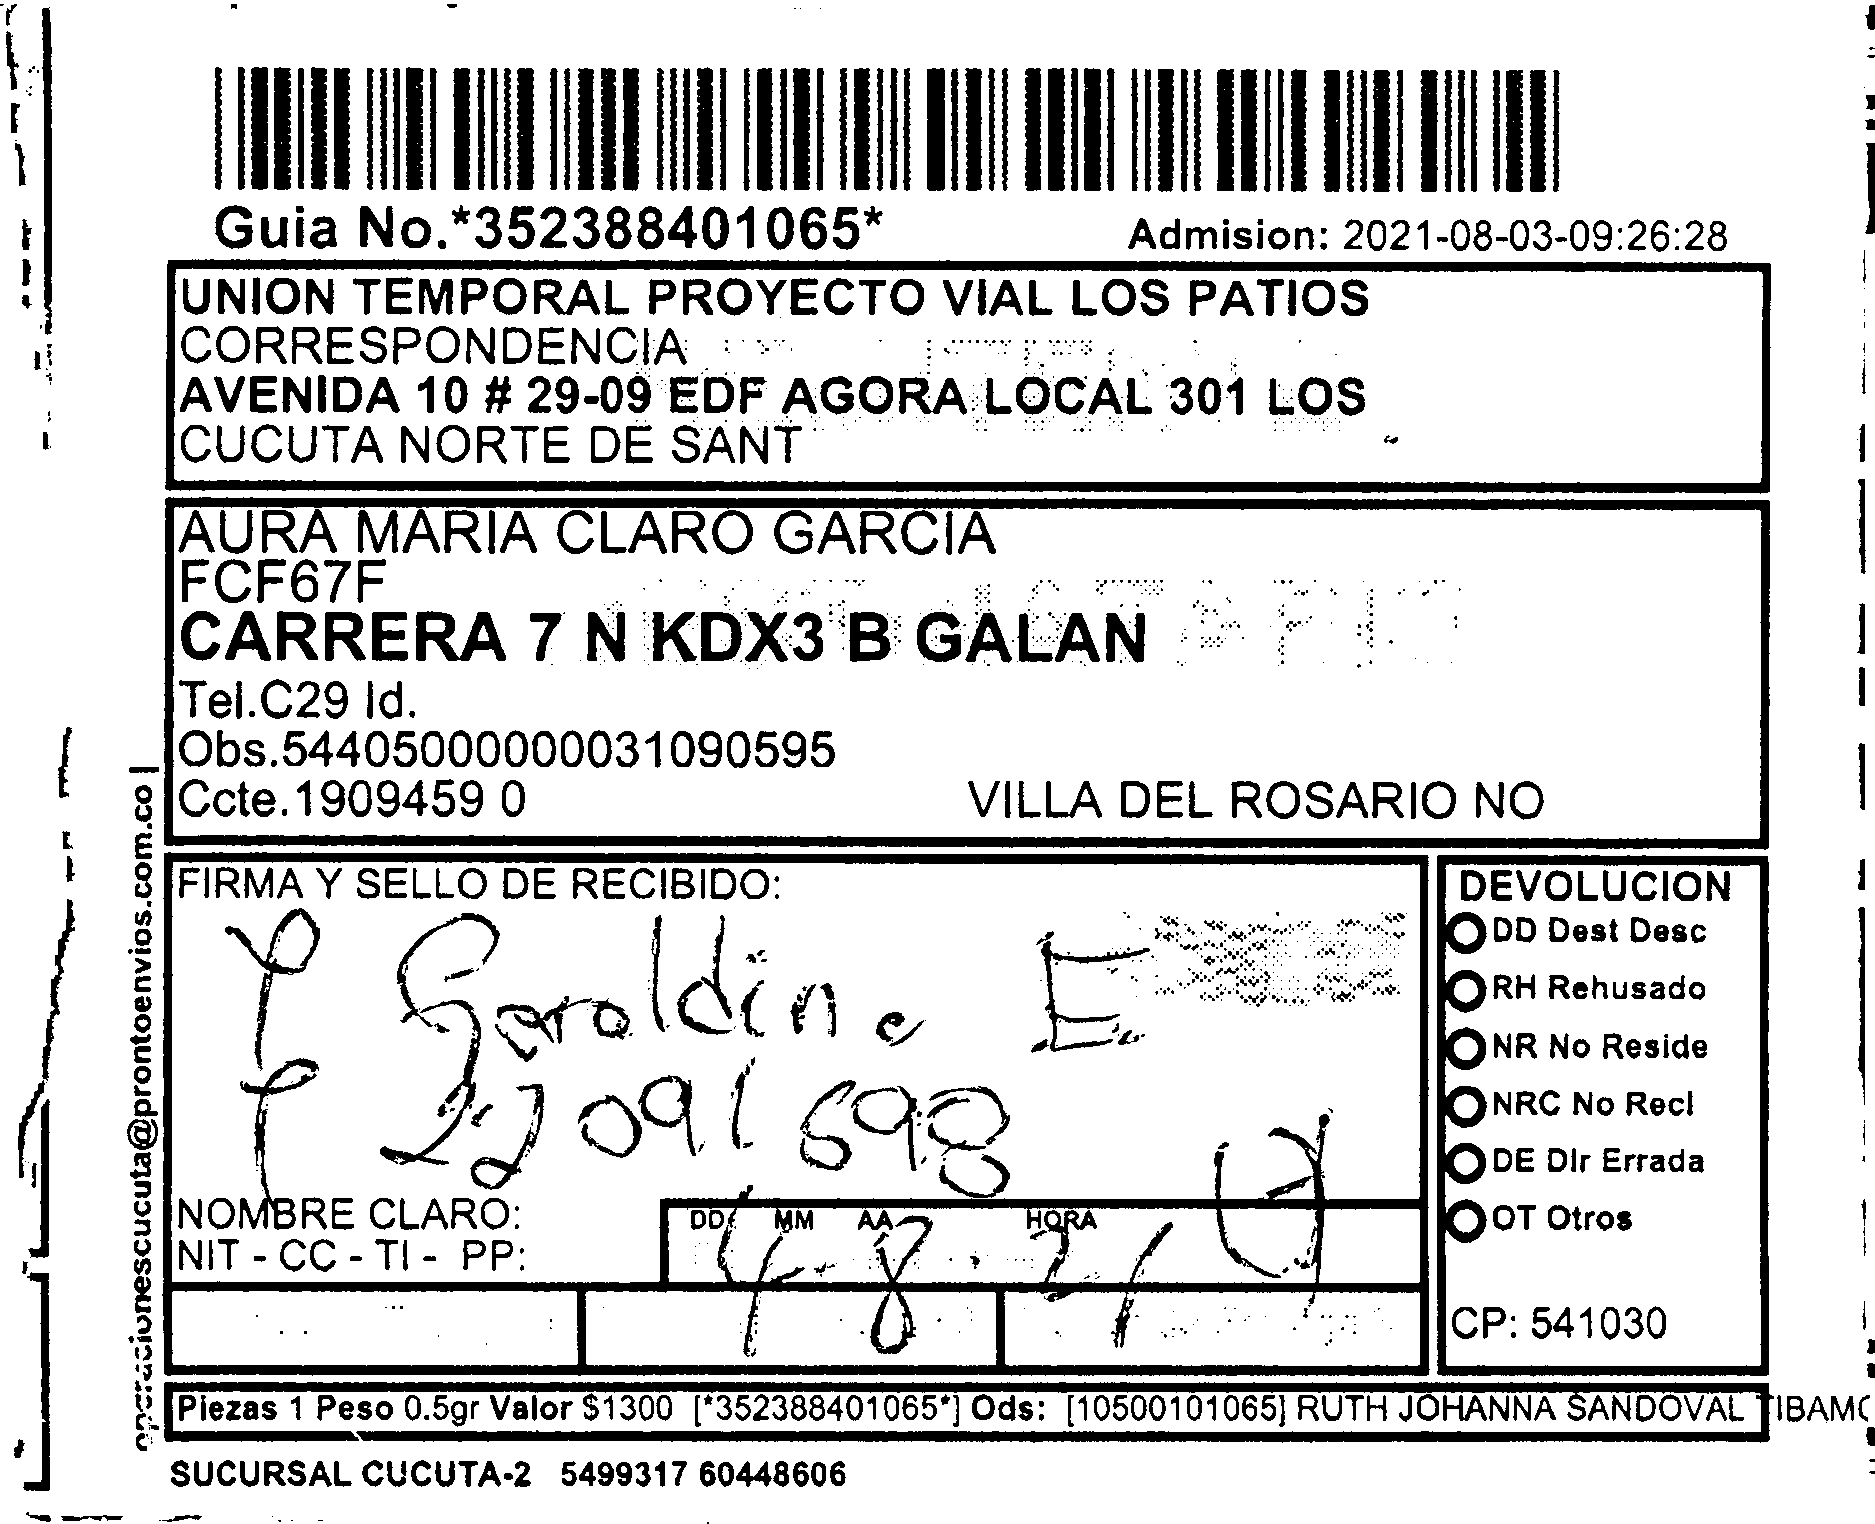 Guia No.*352388401065*
Admision: 2021-08-03-09:26:28
UNION TEMPORAL PROYECTO VIAL LOS PATIOS
CORRESPONDENCIA
AVENIDA 10 # 29-09 EDF AGORA LOCAL 301 LOS
CUCUTA NORTE DE SANT
AURA MARIA CLARO GARCIA
FCF67F
CARRERA 7 N KDX3 B GALAN
Tel.C29 Id.
Obs.544050000000031090595
Ccte.1909459 0
VILLA DEL ROSARIO NO
operacionescucuta@prontoenvios.com.co |
FIRMA Y SELLO DE RECIBIDO:
Geraldine E
091698
NOMBRE CLARO:
NIT - CC - TI - PP:
DD MM AA HORA
4-8-21
DEVOLUCION
DD Dest Desc
RH Rehusado
NR No Reside
NRC No Recl
DE Dir Errada
OT Otros
CP: 541030
Piezas 1 Peso 0.5gr Valor $1300 [*352388401065*] Ods: [10500101065] RUTH JOHANNA SANDOVAL
SUCURSAL CUCUTA-2 5499317 60448606